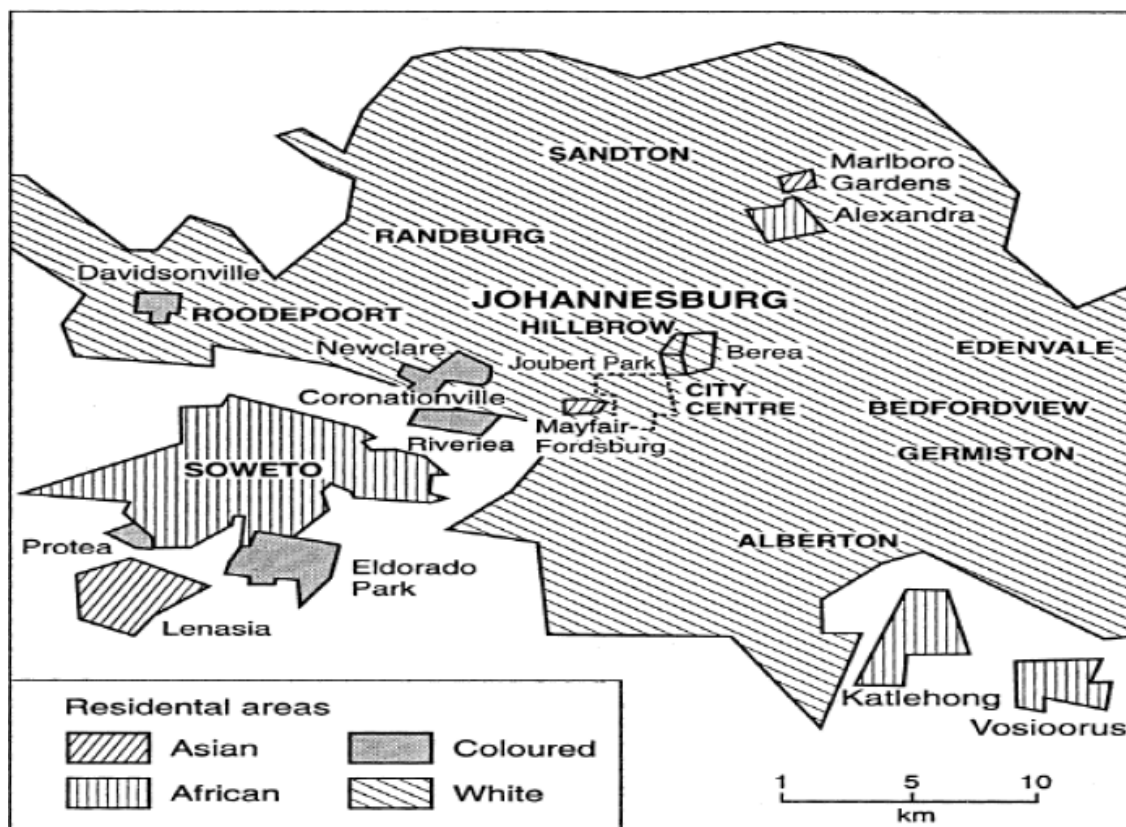 SANDTON
Marlboro
Gardens
Alexandra
RANDBURG
Davidsonville
ROODEPOORT
JOHANNESBURG
HILLBROW
Newclare
Joubert Park
Berea
EDENVALE
Coronationville
CITY
CENTRE
BEDFORDVIEW
Riveriea
Mayfair-
Fordsburg
GERMISTON
SOWETO
Protea
ALBERTON
Eldorado
Park
Lenasia
Katlehong
Vosioorus
Residental areas
Asian
Coloured
African
White
1 5 10
km